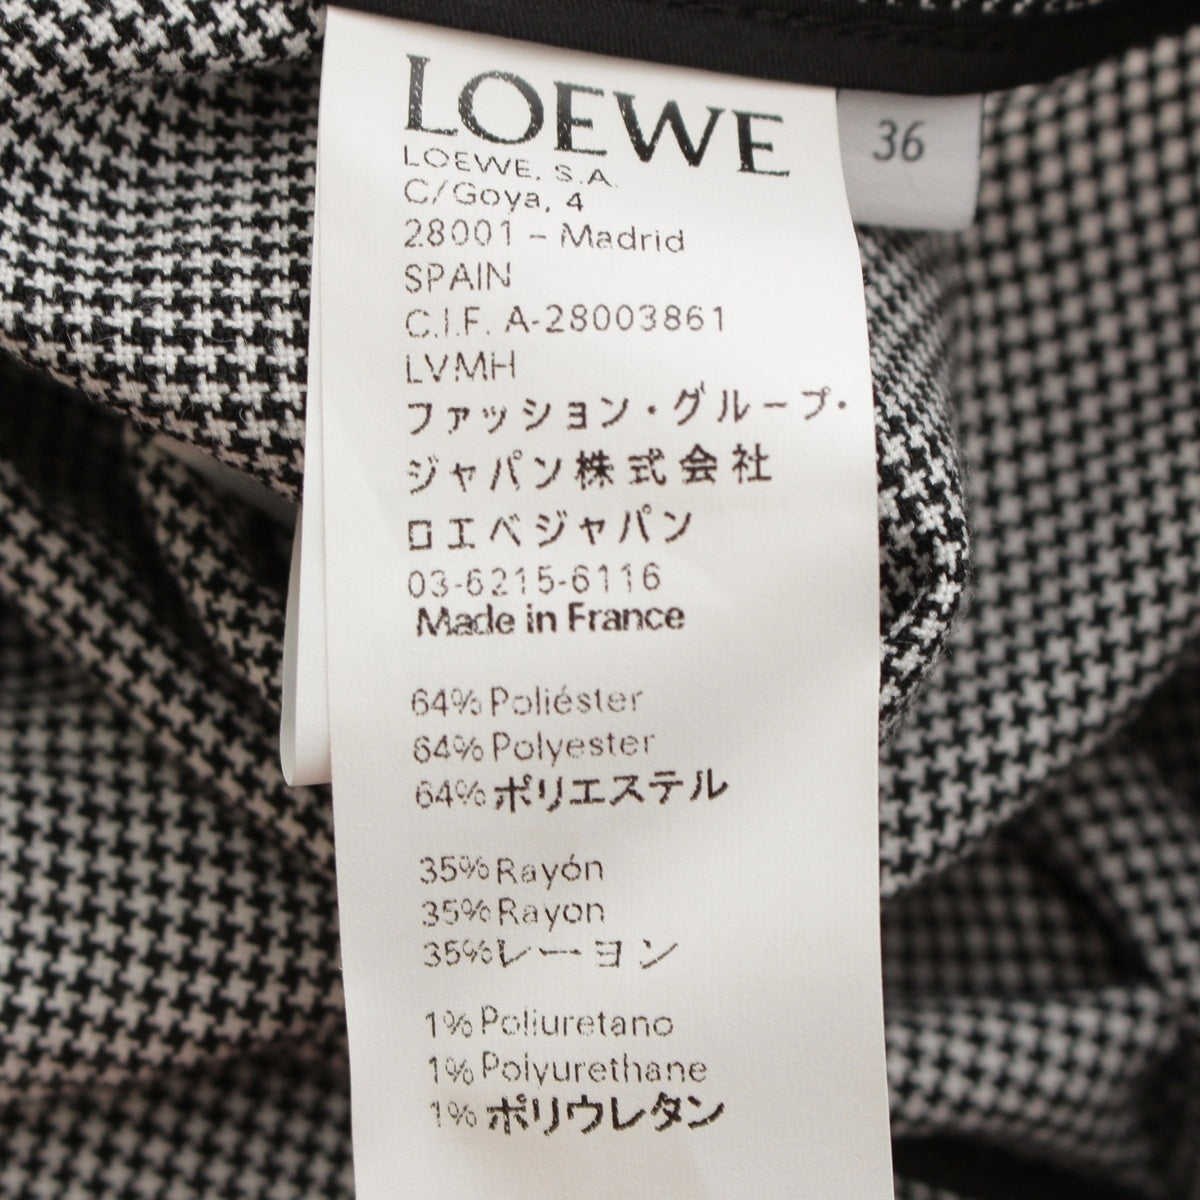 LOEWE
36
LOEWE, S.A.
C/Goya, 4
28001 – Madrid
SPAIN
C.I.F. A-28003861
LVMH
ファッション・グループ・
ジャパン株式会社
ロエベジャパン
03-6215-6116
Made in France
64% Poliéster
64% Polyester
64% ポリエステル
35% Rayón
35% Rayon
35% レーヨン
1% Poliuretano
1% Polyurethane
1% ポリウレタン